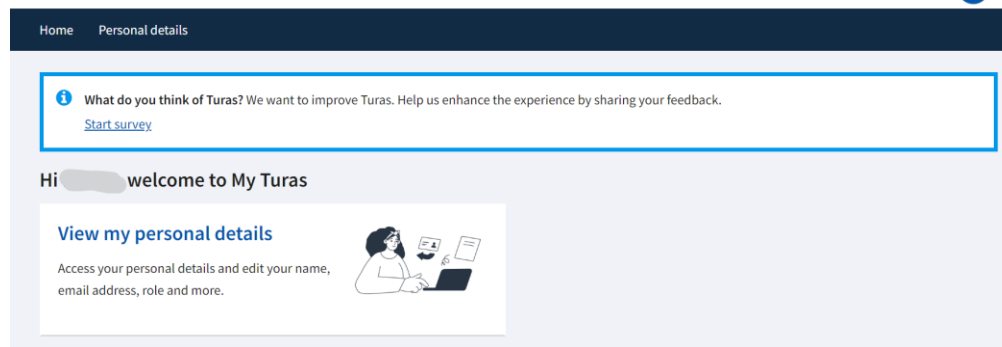 Home Personal details
What do you think of Turas? We want to improve Turas. Help us enhance the experience by sharing your feedback.
Start survey
Hi welcome to My Turas
View my personal details
Access your personal details and edit your name,
email address, role and more.